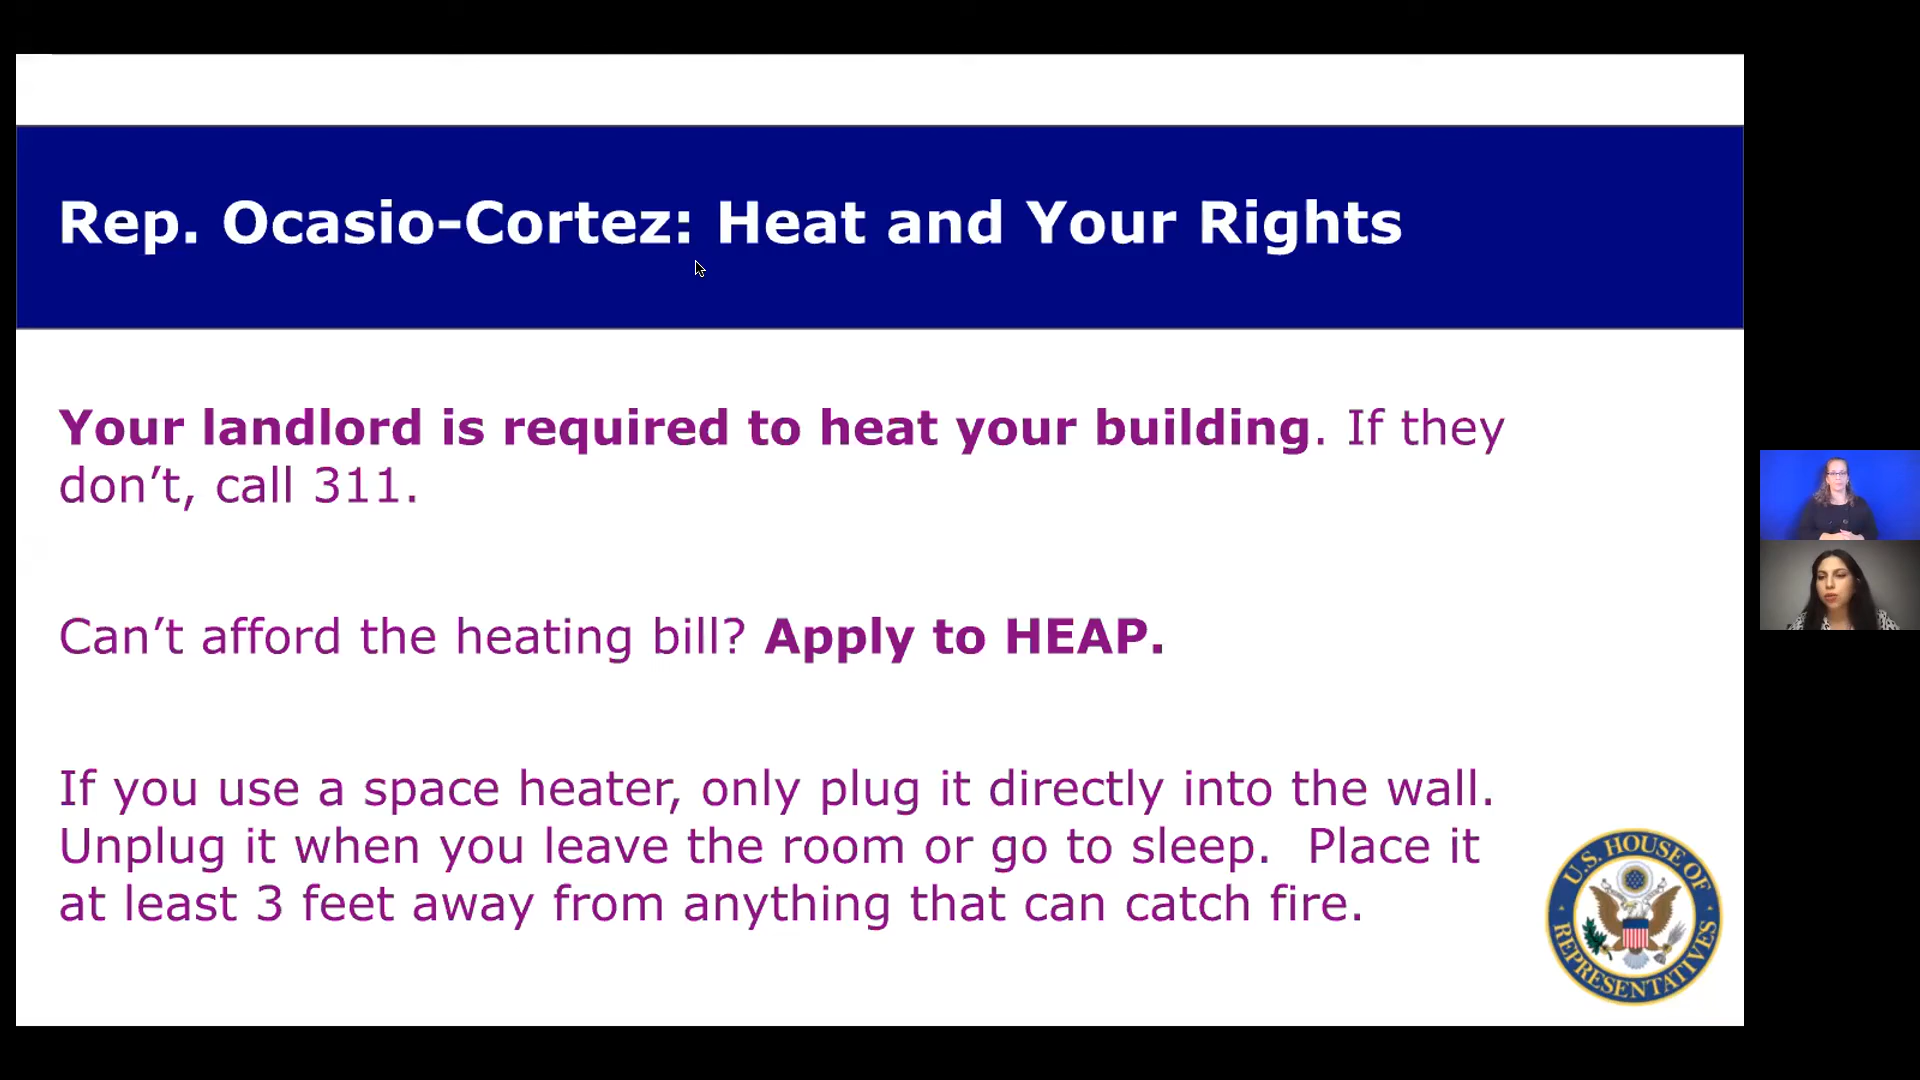 Rep. Ocasio-Cortez: Heat and Your Rights
Your landlord is required to heat your building. If they
don’t, call 311.
Can’t afford the heating bill? Apply to HEAP.
If you use a space heater, only plug it directly into the wall.
Unplug it when you leave the room or go to sleep.  Place it
at least 3 feet away from anything that can catch fire.
U.S. HOUSE OF
REPRESENTATIVES